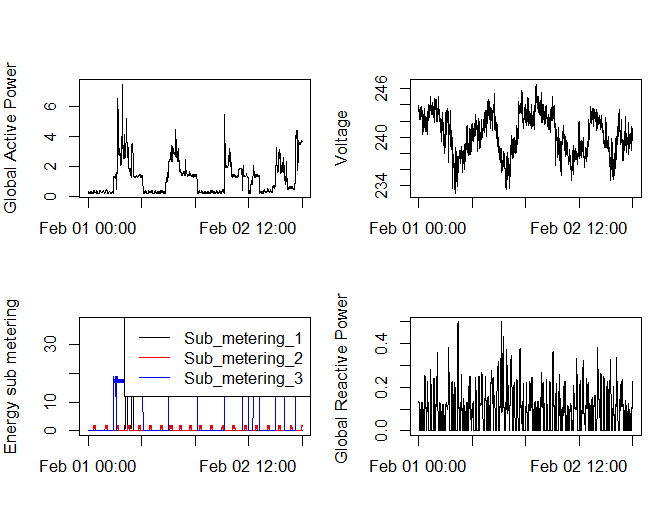 Global Active Power
6
4
2
0
Feb 01 00:00
Feb 02 12:00
Voltage
246
240
234
Feb 01 00:00
Feb 02 12:00
Energy sub metering
30
10
0
Sub_metering_1
Sub_metering_2
Sub_metering_3
Feb 01 00:00
Feb 02 12:00
Global Reactive Power
0.4
0.2
0.0
Feb 01 00:00
Feb 02 12:00